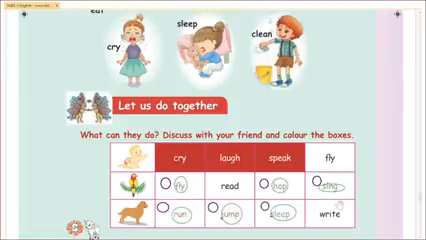 eat
sleep
cry
clean
Let us do together
What can they do? Discuss with your friend and colour the boxes.
cry laugh speak fly
fly read hop sing
run jump sleep write